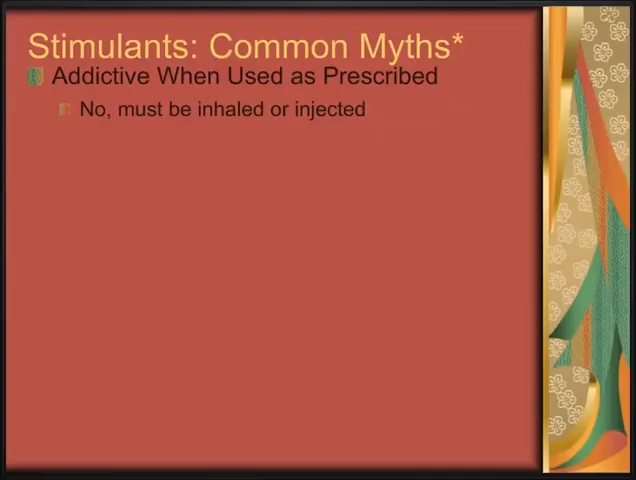 Stimulants: Common Myths*
Addictive When Used as Prescribed
No, must be inhaled or injected